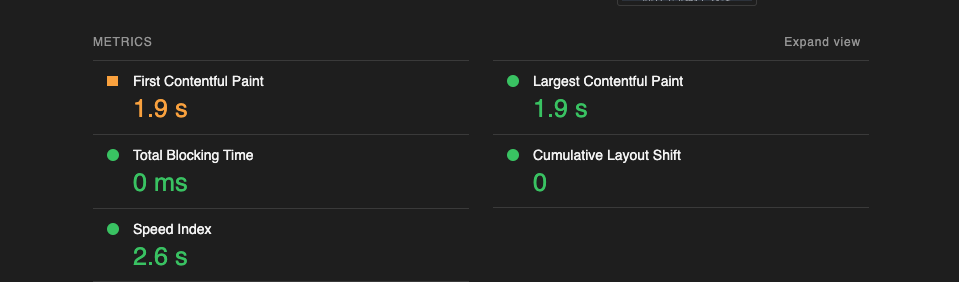 METRICS
Expand view
First Contentful Paint
1.9 s
Largest Contentful Paint
1.9 s
Total Blocking Time
0 ms
Cumulative Layout Shift
0
Speed Index
2.6 s